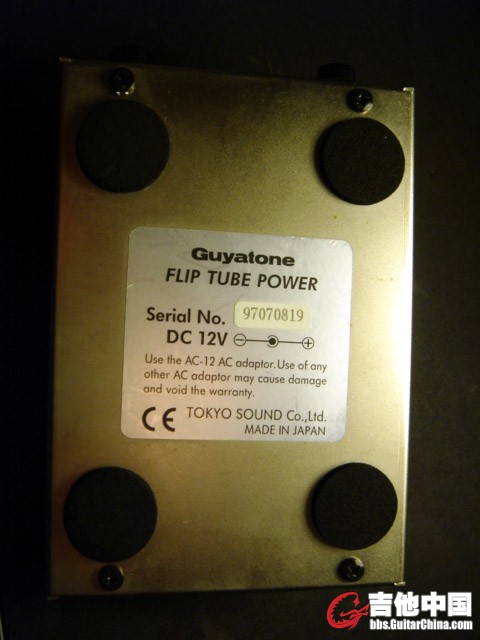 Guyatone
FLIP TUBE POWER
Serial No. 97070819
DC 12V ⊖ ⊕
Use the AC-12 AC adaptor. Use of any
other AC adaptor may cause damage
and void the warranty.
CE TOKYO SOUND Co., Ltd.
MADE IN JAPAN
吉他中国
bbs.GuitarChina.com